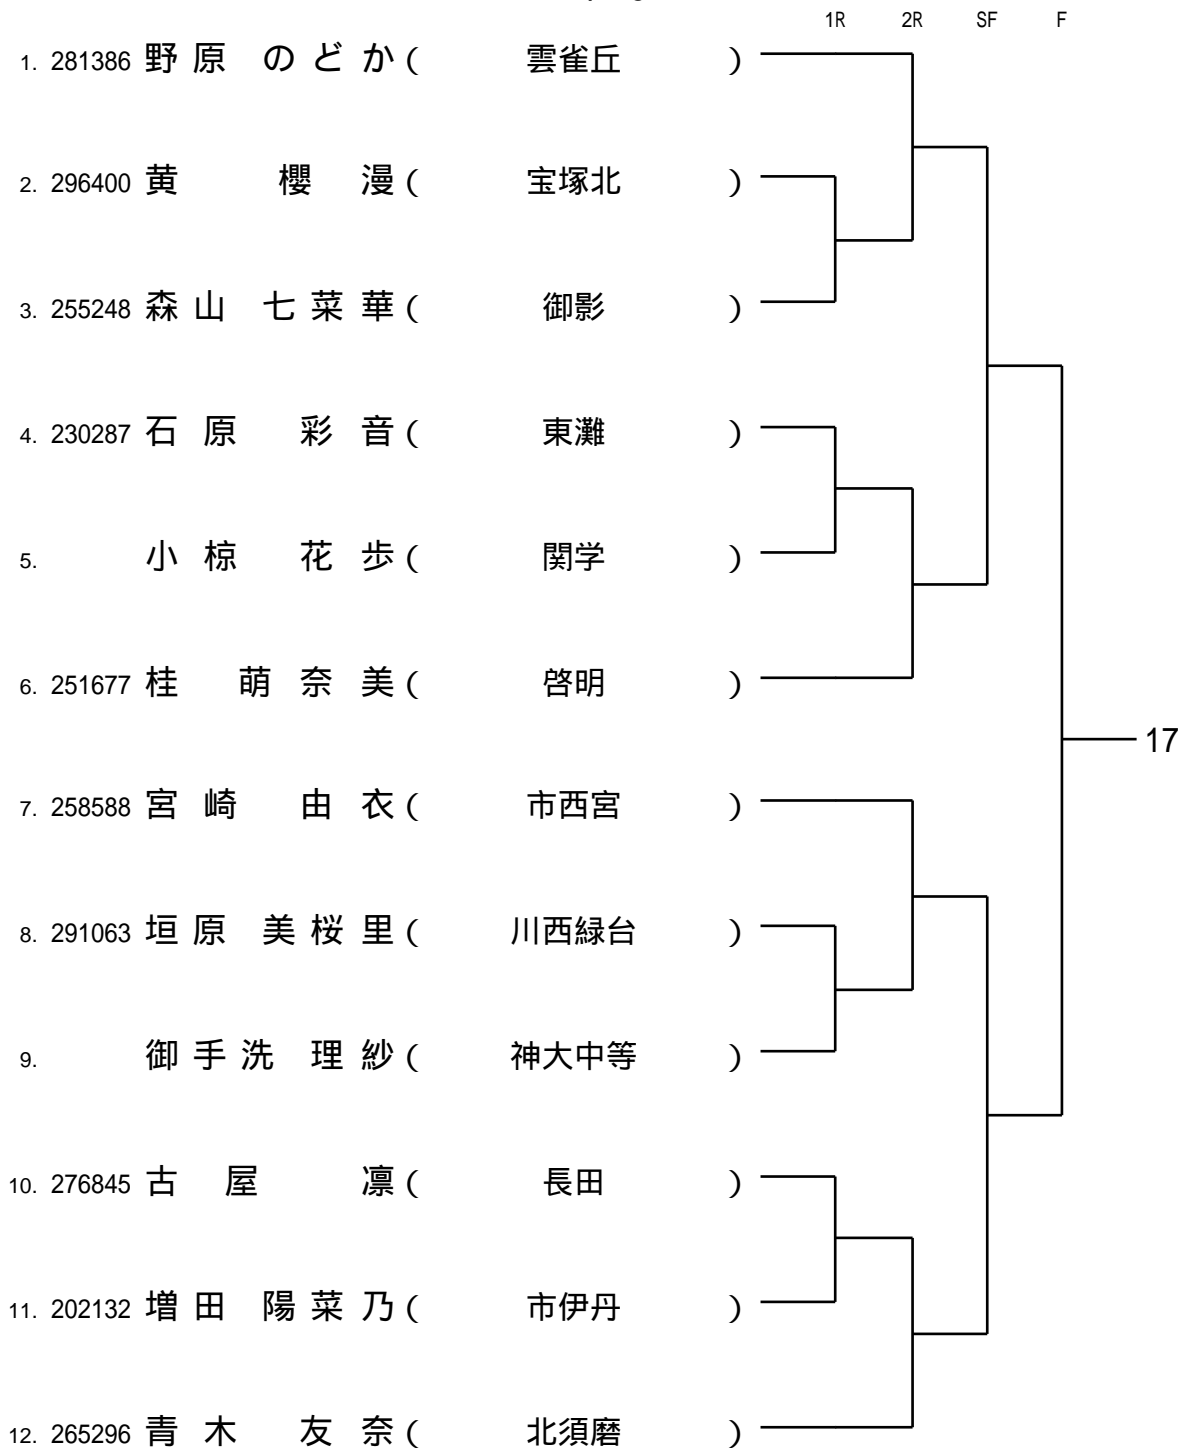 1R 2R SF F
1. 281386 野原 のどか ( 雲雀丘 )
2. 296400 黄 櫻漫 ( 宝塚北 )
3. 255248 森山 七菜華 ( 御影 )
4. 230287 石原 彩音 ( 東灘 )
5. 小椋 花歩 ( 関学 )
6. 251677 桂 萌奈美 ( 啓明 )
17
7. 258588 宮崎 由衣 ( 市西宮 )
8. 291063 垣原 美桜里 ( 川西緑台 )
9. 御手洗 理紗 ( 神大中等 )
10. 276845 古屋 凛 ( 長田 )
11. 202132 増田 陽菜乃 ( 市伊丹 )
12. 265296 青木 友奈 ( 北須磨 )